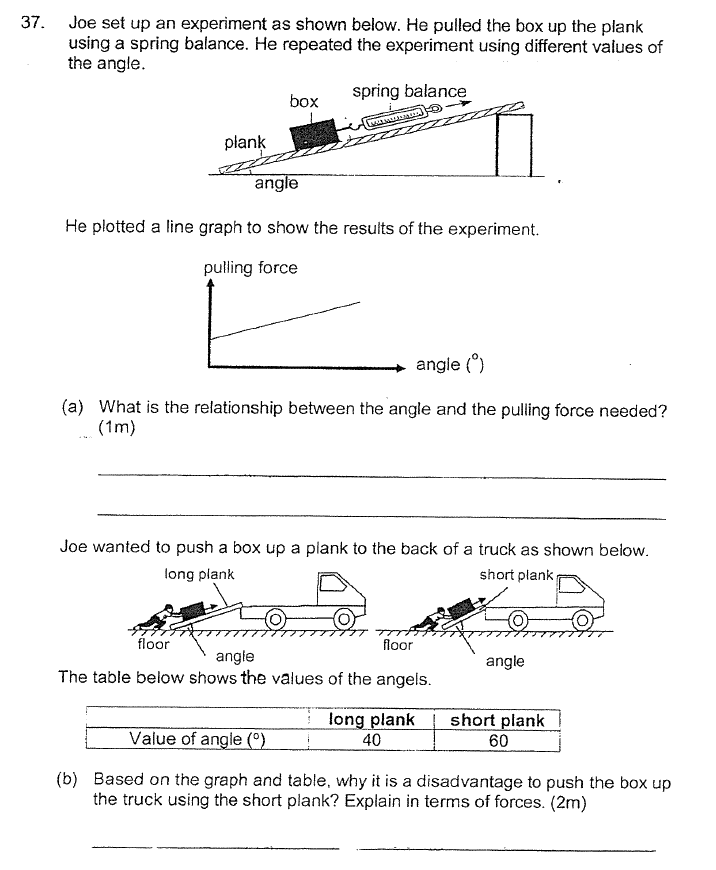 37. Joe set up an experiment as shown below. He pulled the box up the plank
using a spring balance. He repeated the experiment using different values of
the angle.
spring balance
box
plank
angle
He plotted a line graph to show the results of the experiment.
pulling force
angle (°)
(a) What is the relationship between the angle and the pulling force needed?
(1m)
Joe wanted to push a box up a plank to the back of a truck as shown below.
long plank short plank
floor floor
angle angle
The table below shows the values of the angels.
long plank short plank
Value of angle (°) 40 60
(b) Based on the graph and table, why it is a disadvantage to push the box up
the truck using the short plank? Explain in terms of forces. (2m)